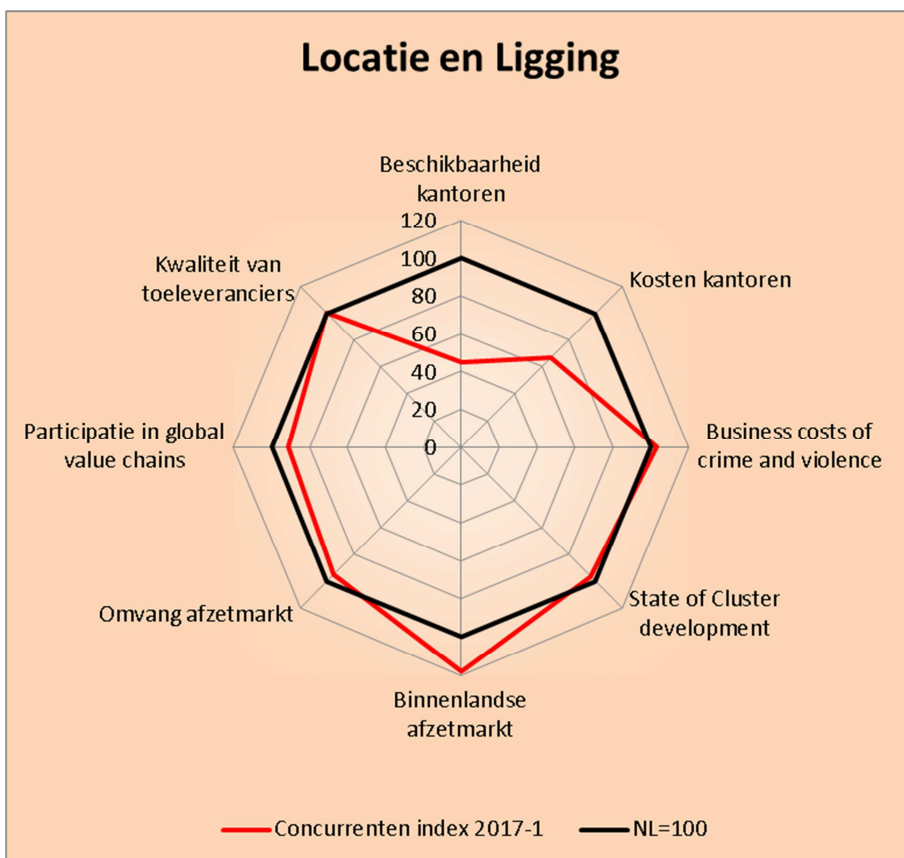 Locatie en Ligging
Beschikbaarheid
kantoren
120
100
80
60
40
20
0
Kosten kantoren
Business costs of
crime and violence
State of Cluster
development
Binnenlandse
afzetmarkt
Omvang afzetmarkt
Participatie in global
value chains
Kwaliteit van
toeleveranciers
Concurrenten index 2017-1
NL=100